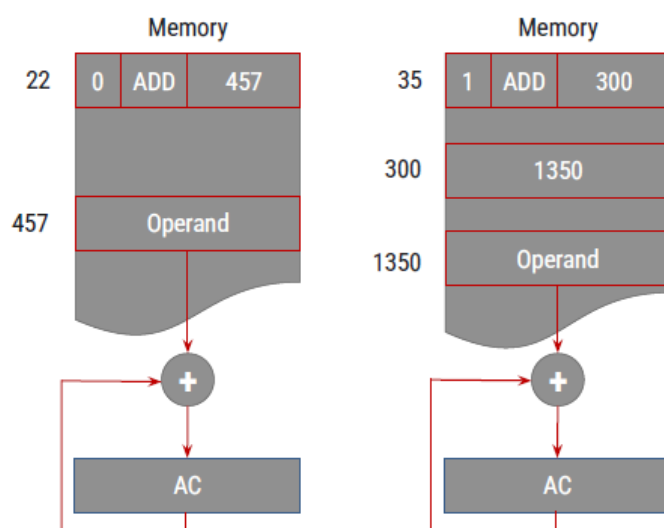 Memory
22 0 ADD 457
457 Operand
+
AC
Memory
35 1 ADD 300
300 1350
1350 Operand
+
AC